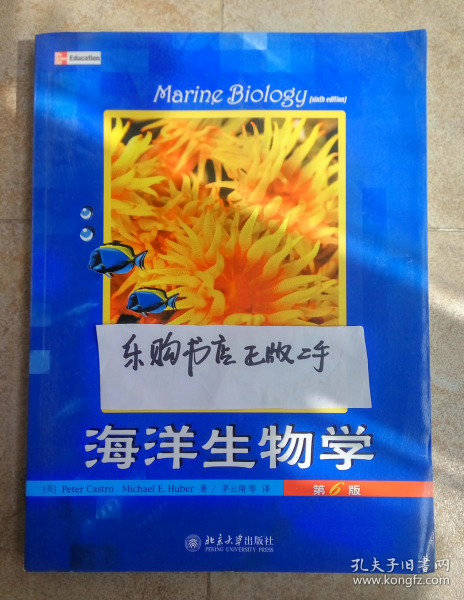 Education
Marine Biology (sixth edition)
乐购书店正版二手
海洋生物学
[美] Peter Castro Michael E. Huber 著 / 茅云翔 等 译
第6版
北京大学出版社
PEKING UNIVERSITY PRESS
孔夫子旧书网
www.kongfz.com